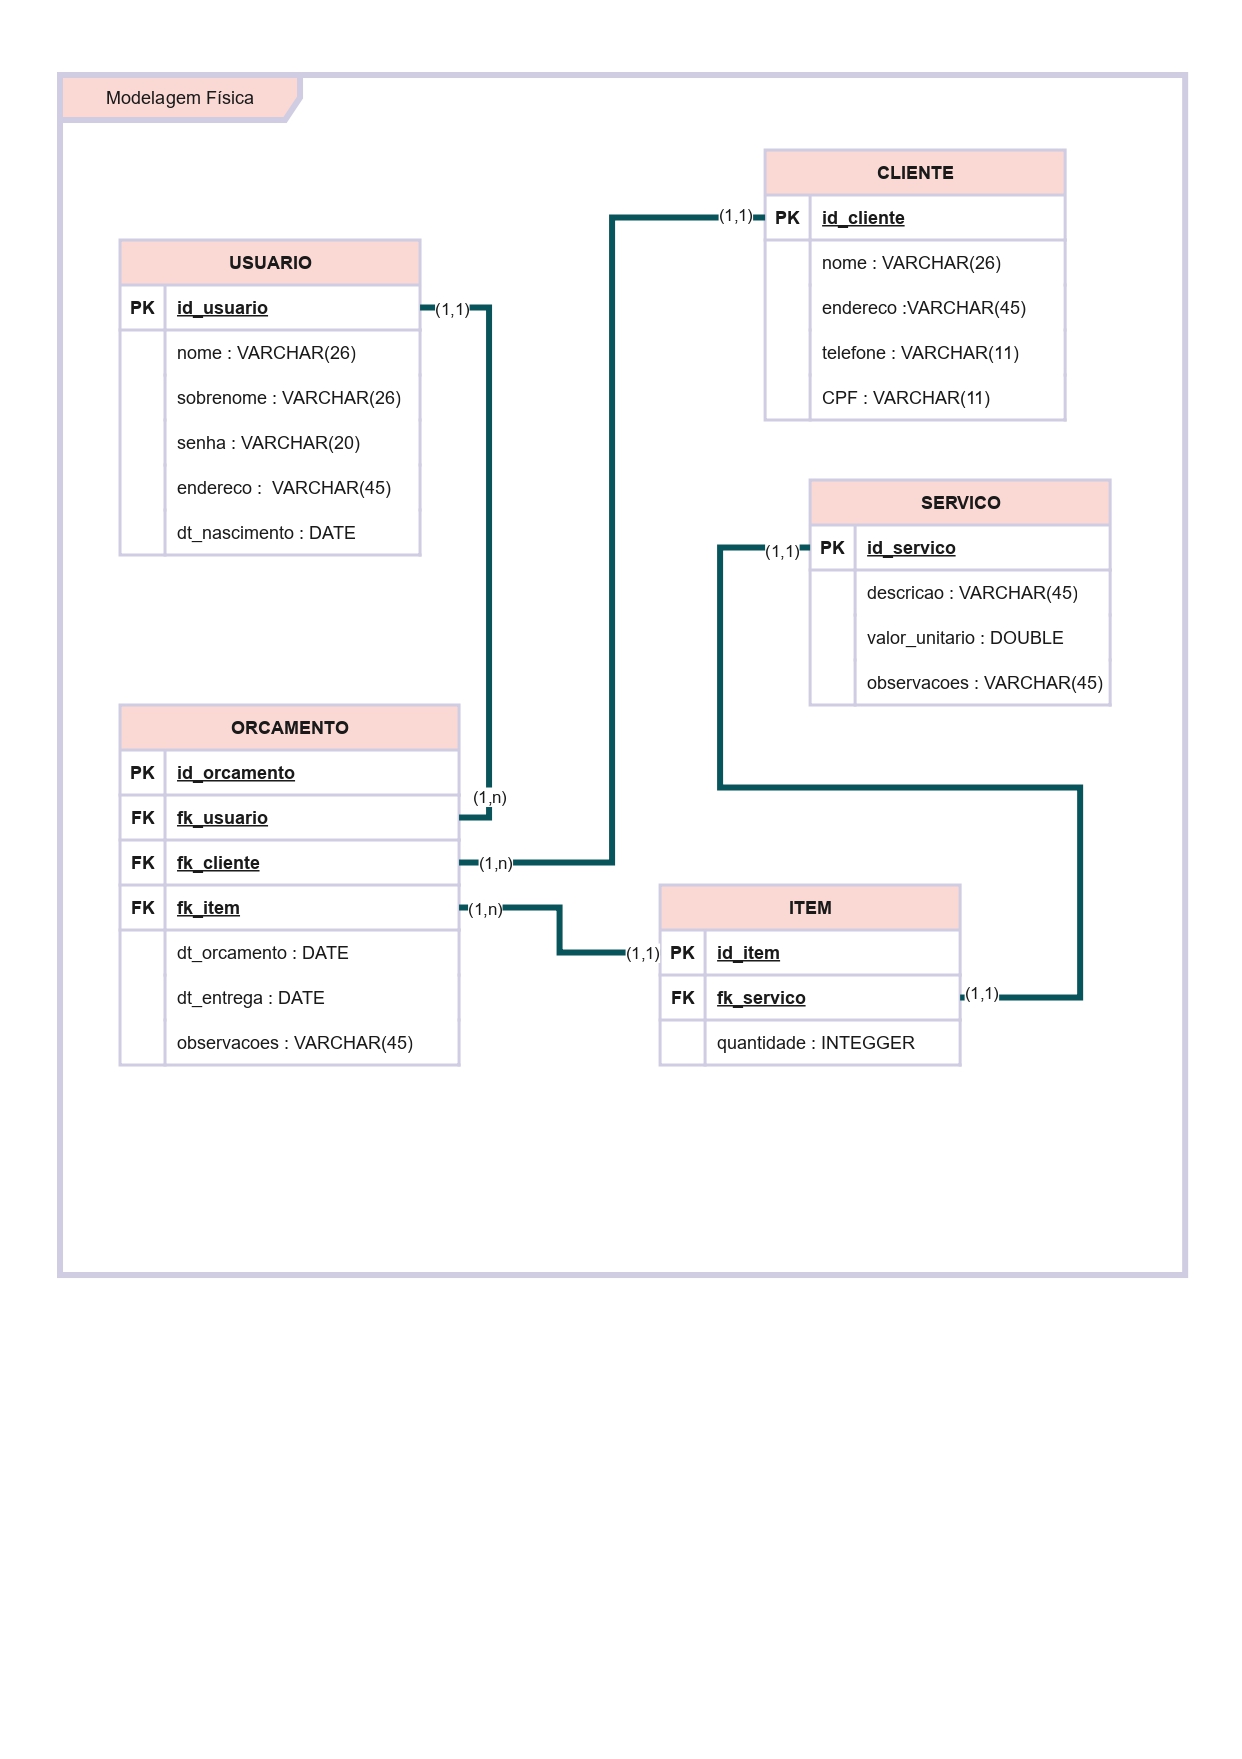 Modelagem Física
CLIENTE
PK id_cliente
nome : VARCHAR(26)
endereco :VARCHAR(45)
telefone : VARCHAR(11)
CPF : VARCHAR(11)
(1,1)
USUARIO
PK id_usuario
nome : VARCHAR(26)
sobrenome : VARCHAR(26)
senha : VARCHAR(20)
endereco :  VARCHAR(45)
dt_nascimento : DATE
(1,1)
SERVICO
PK id_servico
descricao : VARCHAR(45)
valor_unitario : DOUBLE
observacoes : VARCHAR(45)
(1,1)
ORCAMENTO
PK id_orcamento
FK fk_usuario
FK fk_cliente
FK fk_item
dt_orcamento : DATE
dt_entrega : DATE
observacoes : VARCHAR(45)
(1,n)
(1,n)
(1,n)
ITEM
(1,1)
PK id_item
FK fk_servico
quantidade : INTEGGER
(1,1)